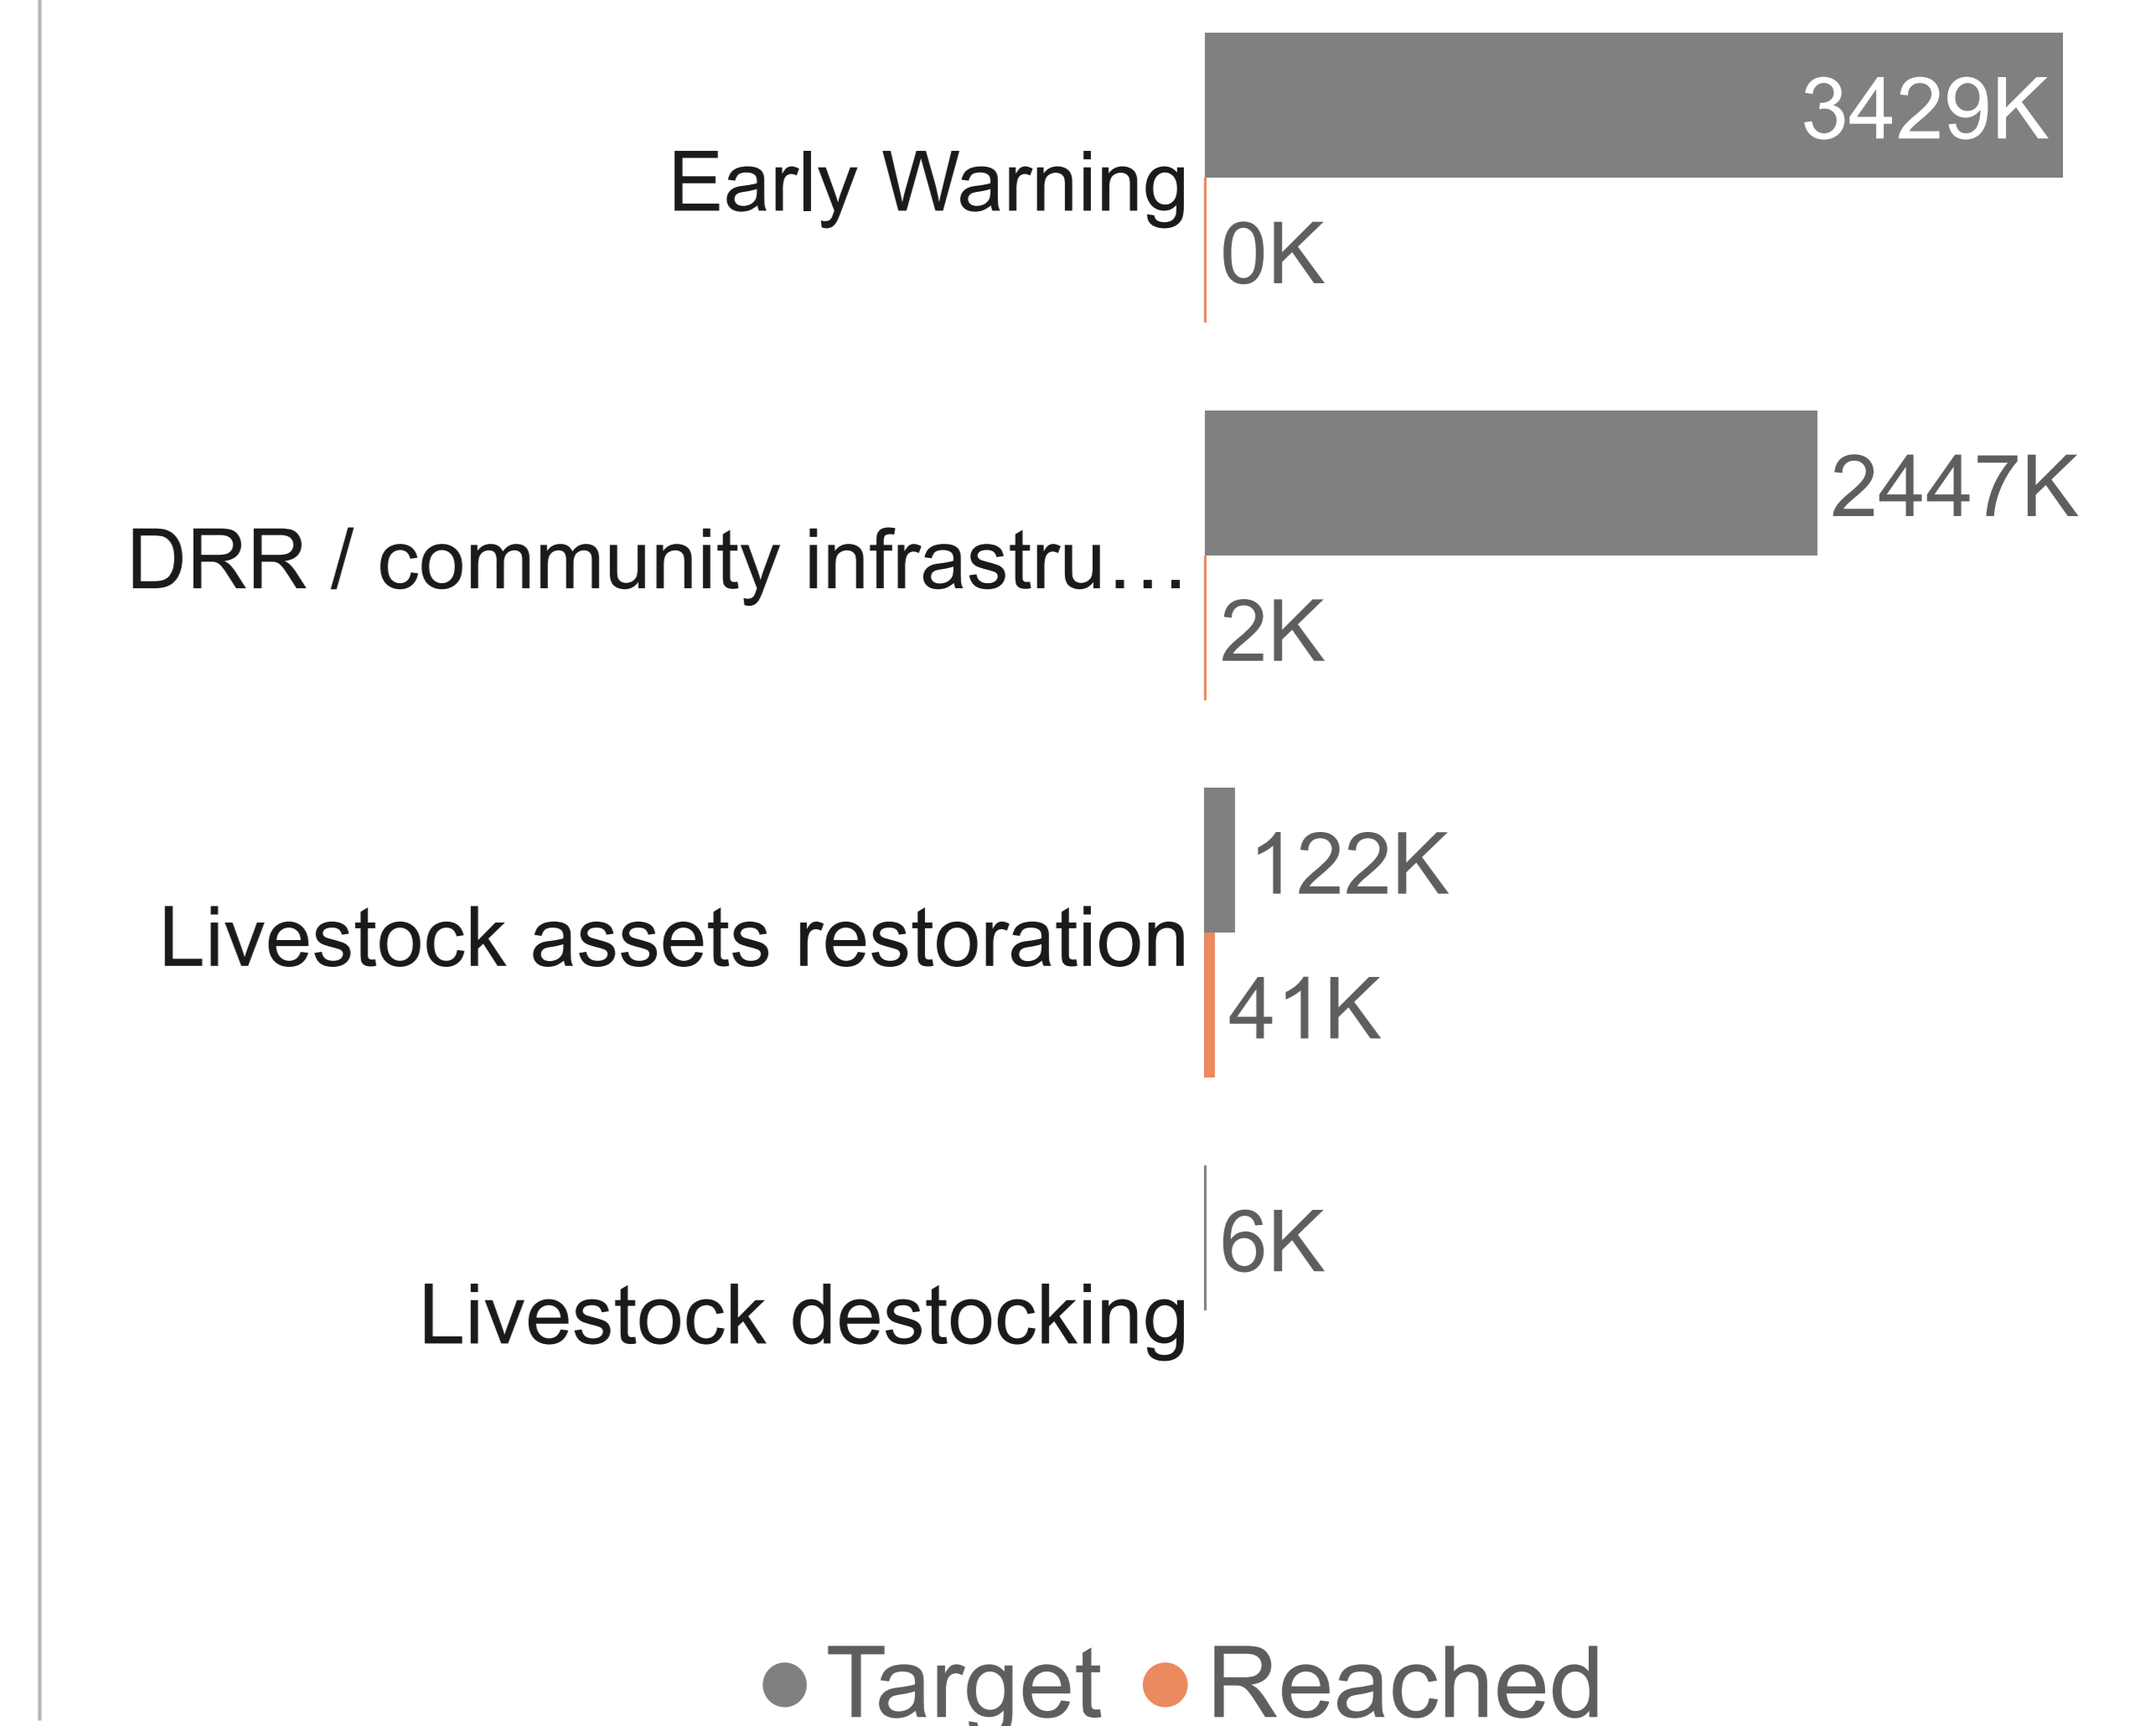 3429K
Early Warning
0K
2447K
DRR / community infrastru...
2K
122K
Livestock assets restoration
41K
6K
Livestock destocking
Target Reached